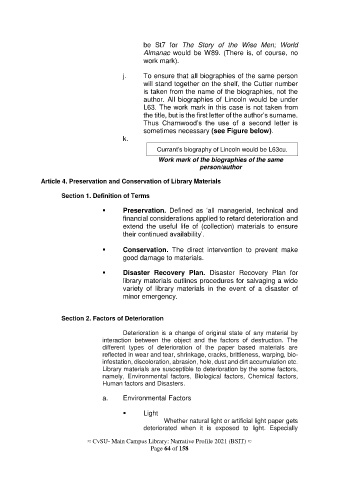 be St7 for The Story of the Wise Men; World
Almanac would be W89. (There is, of course, no
work mark).
j. To ensure that all biographies of the same person
will stand together on the shelf, the Cutter number
is taken from the name of the biographies, not the
author. All biographies of Lincoln would be under
L63. The work mark in this case is not taken from
the title, but is the first letter of the author's surname.
Thus Charnwood's the use of a second letter is
sometimes necessary (see Figure below).
k.
Currant's biography of Lincoln would be L63cu.
Work mark of the biographies of the same
person/author
Article 4. Preservation and Conservation of Library Materials
Section 1. Definition of Terms
▪ Preservation. Defined as 'all managerial, technical and
financial considerations applied to retard deterioration and
extend the useful life of (collection) materials to ensure
their continued availability'.
▪ Conservation. The direct intervention to prevent make
good damage to materials.
▪ Disaster Recovery Plan. Disaster Recovery Plan for
library materials outlines procedures for salvaging a wide
variety of library materials in the event of a disaster of
minor emergency.
Section 2. Factors of Deterioration
Deterioration is a change of original state of any material by
interaction between the object and the factors of destruction. The
different types of deterioration of the paper based materials are
reflected in wear and tear, shrinkage, cracks, brittleness, warping, bio-
infestation, discoloration, abrasion, hole, dust and dirt accumulation etc.
Library materials are susceptible to deterioration by the some factors,
namely, Environmental factors, Biological factors, Chemical factors,
Human factors and Disasters.
a. Environmental Factors
▪ Light
Whether natural light or artificial light paper gets
deteriorated when it is exposed to light. Especially
≈ CvSU- Main Campus Library: Narrative Profile 2021 (BSIT) ≈
Page 64 of 158